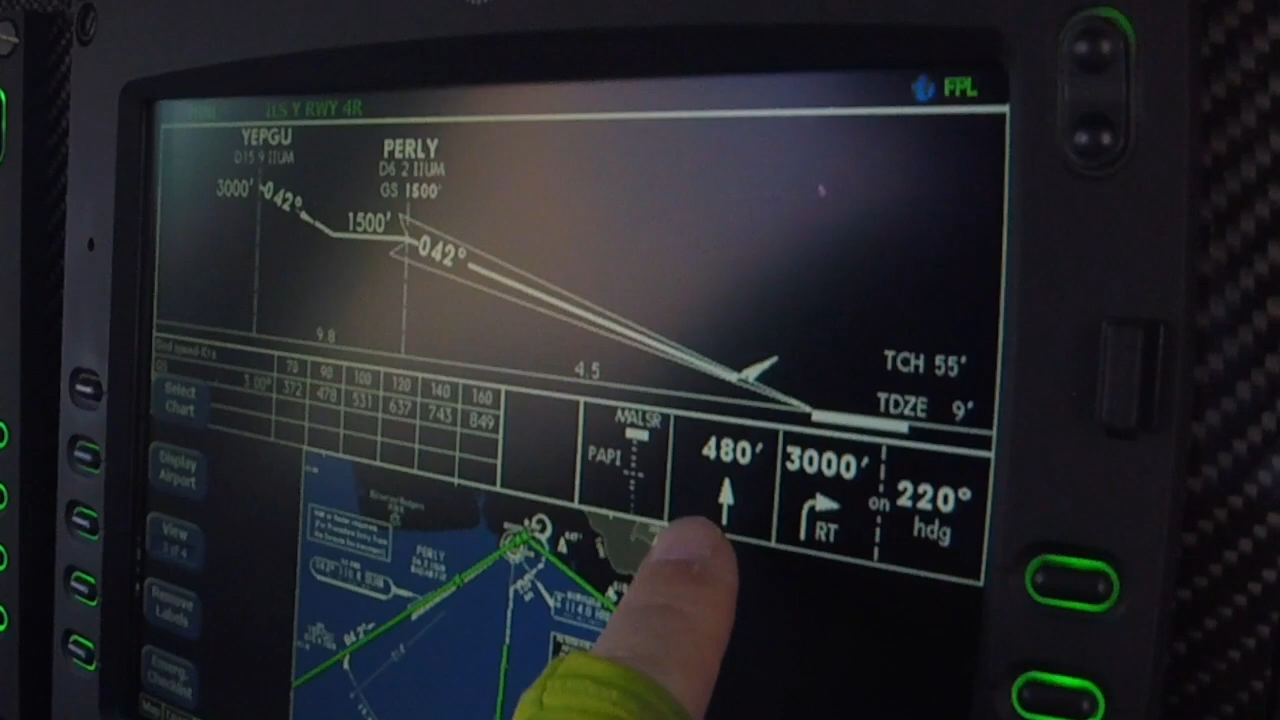 ILS Y RWY 4R
FPL
YEPGU
D15.9 IIUM
3000'
042°
PERLY
D6.2 IIUM
GS 1500'
1500'
042°
9.8
4.5
TCH 55'
TDZE 9'
Gnd speed-Kts 70 90 100 120 140 160
GS 3.00° 372 478 531 637 743 849
MALSR
PAPI
480'
3000'
RT
on
220°
hdg
Select
Chart
Display
Airport
View
Remove
Labels
Emerg.
Checklist
PERLY
042°